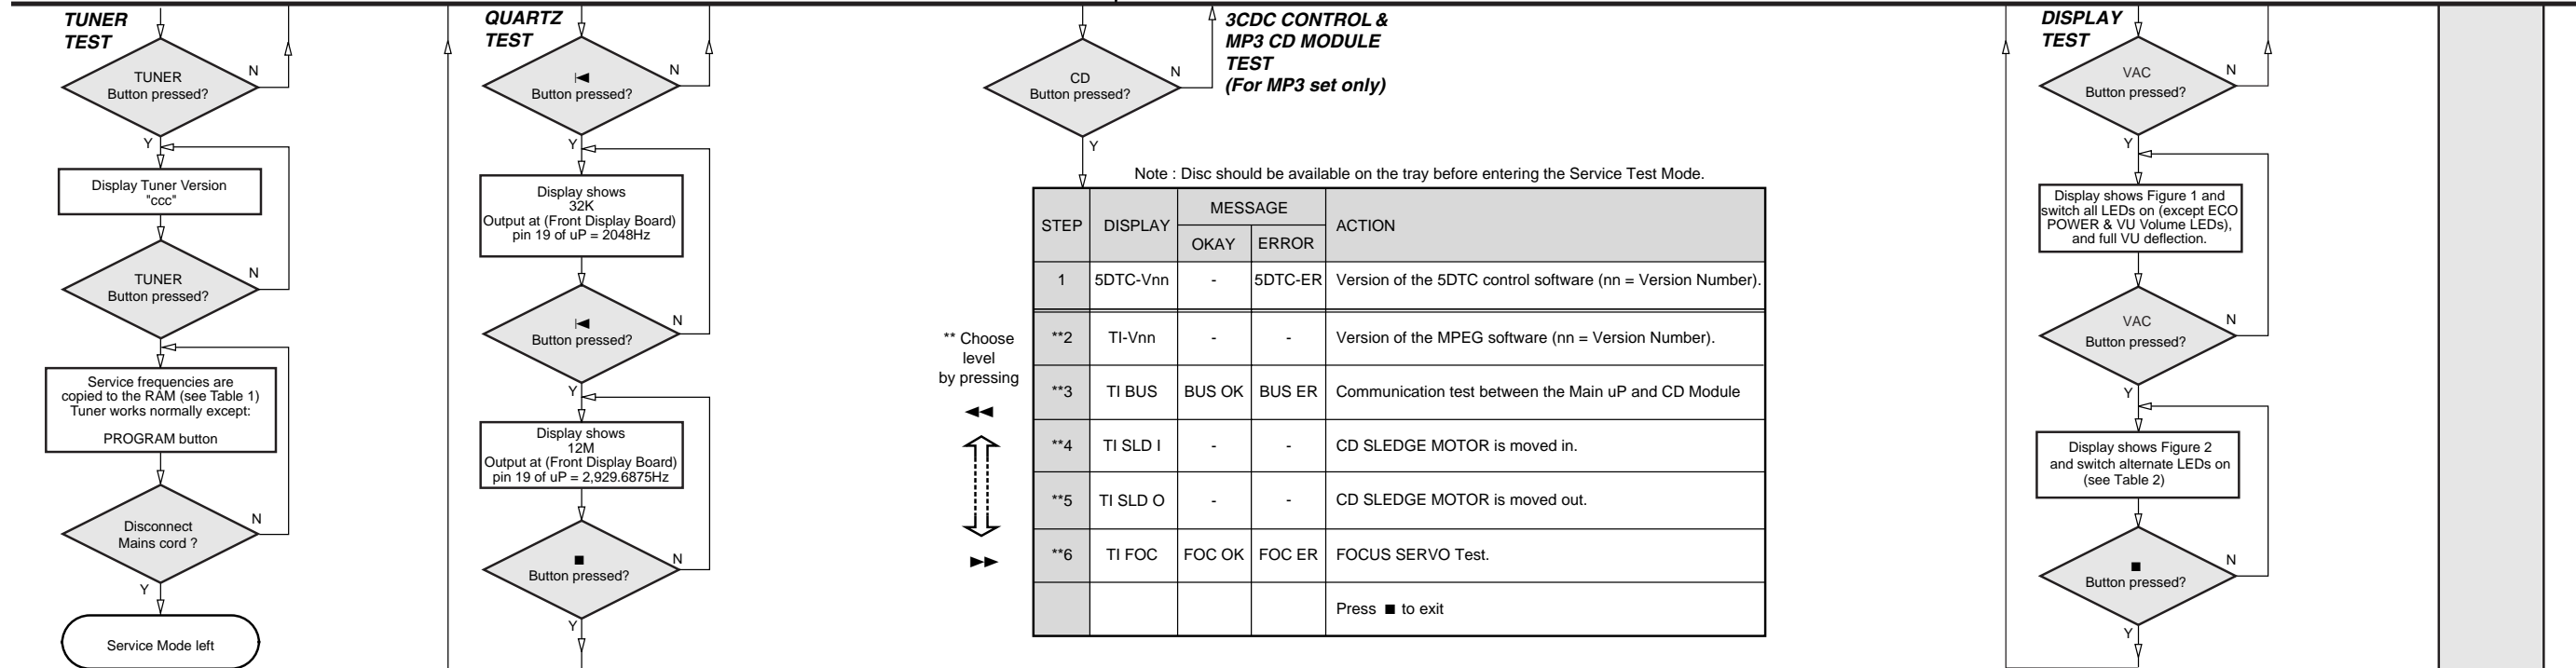 TUNER
TEST
TUNER
Button pressed?
N
Y
Display Tuner Version
"ccc"
TUNER
Button pressed?
N
Y
Service frequencies are
copied to the RAM (see Table 1)
Tuner works normally except:
PROGRAM button
Disconnect
Mains cord ?
N
Y
Service Mode left
QUARTZ
TEST
Button pressed?
N
Y
Display shows
32K
Output at (Front Display Board)
pin 19 of uP = 2048Hz
Button pressed?
N
Y
Display shows
12M
Output at (Front Display Board)
pin 19 of uP = 2,929.6875Hz
■
Button pressed?
N
Y
3CDC CONTROL &
MP3 CD MODULE
TEST
(For MP3 set only)
CD
Button pressed?
N
Y
Note : Disc should be available on the tray before entering the Service Test Mode.
STEP DISPLAY MESSAGE ACTION
OKAY ERROR
1 5DTC-Vnn - 5DTC-ER Version of the 5DTC control software (nn = Version Number).
**2 TI-Vnn - - Version of the MPEG software (nn = Version Number).
**3 TI BUS BUS OK BUS ER Communication test between the Main uP and CD Module
**4 TI SLD I - - CD SLEDGE MOTOR is moved in.
**5 TI SLD O - - CD SLEDGE MOTOR is moved out.
**6 TI FOC FOC OK FOC ER FOCUS SERVO Test.
Press ■ to exit
** Choose
level
by pressing
◄◄
►►
DISPLAY
TEST
VAC
Button pressed?
N
Y
Display shows Figure 1 and
switch all LEDs on (except ECO
POWER & VU Volume LEDs),
and full VU deflection.
VAC
Button pressed?
N
Y
Display shows Figure 2
and switch alternate LEDs on
(see Table 2)
■
Button pressed?
N
Y